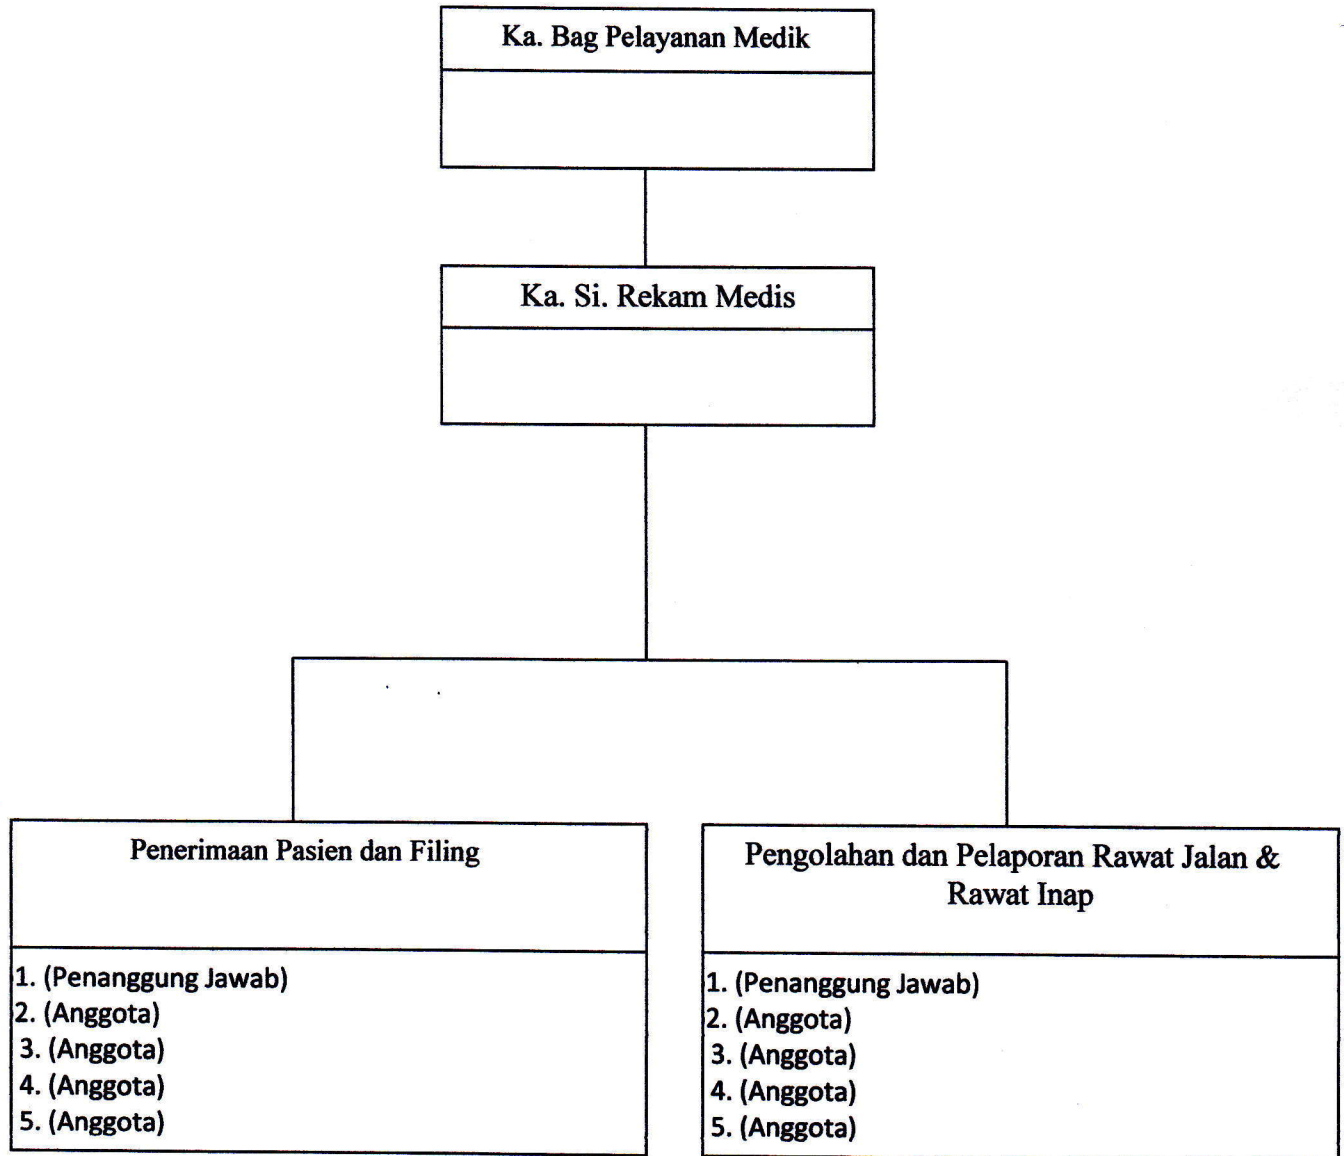 Ka. Bag Pelayanan Medik
Ka. Si. Rekam Medis
Penerimaan Pasien dan Filing
1. (Penanggung Jawab)
2. (Anggota)
3. (Anggota)
4. (Anggota)
5. (Anggota)
Pengolahan dan Pelaporan Rawat Jalan &
Rawat Inap
1. (Penanggung Jawab)
2. (Anggota)
3. (Anggota)
4. (Anggota)
5. (Anggota)